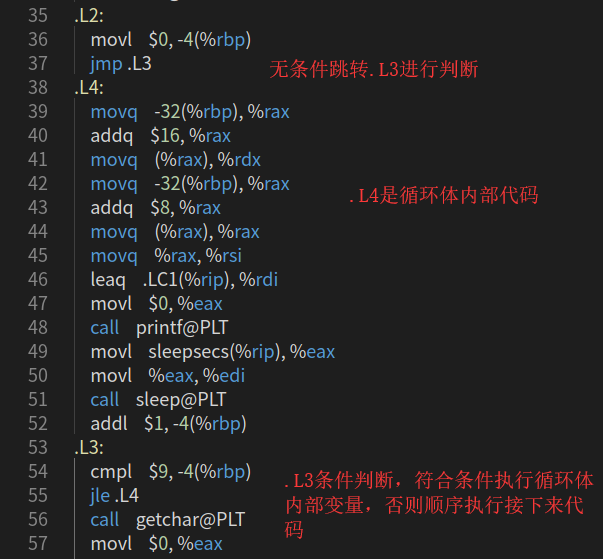 35 .L2:
36 movl $0, -4(%rbp)
37 jmp .L3
无条件跳转.L3进行判断
38 .L4:
39 movq -32(%rbp), %rax
40 addq $16, %rax
41 movq (%rax), %rdx
42 movq -32(%rbp), %rax
.L4是循环体内部代码
43 addq $8, %rax
44 movq (%rax), %rax
45 movq %rax, %rsi
46 leaq .LC1(%rip), %rdi
47 movl $0, %eax
48 call printf@PLT
49 movl sleepsecs(%rip), %eax
50 movl %eax, %edi
51 call sleep@PLT
52 addl $1, -4(%rbp)
53 .L3:
54 cmpl $9, -4(%rbp)
55 jle .L4
56 call getchar@PLT
57 movl $0, %eax
.L3条件判断，符合条件执行循环体
内部变量，否则顺序执行接下来代
码